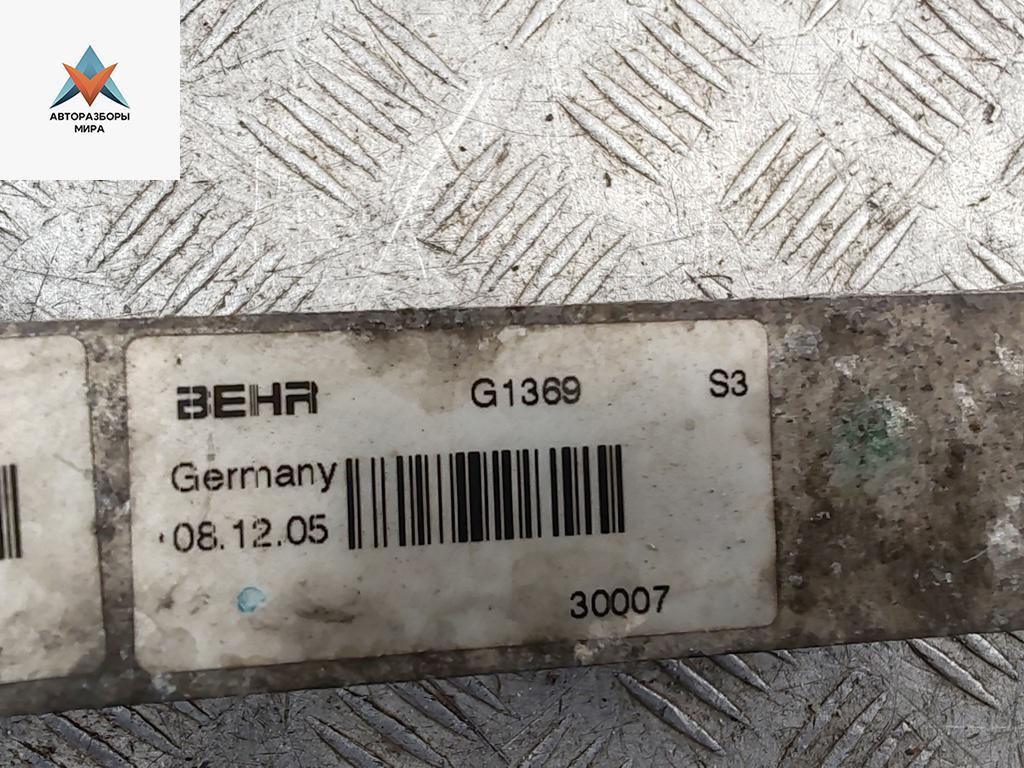 АВТОРАЗБОРЫ
МИРА
BEHR G1369 S3
Germany
08.12.05
30007